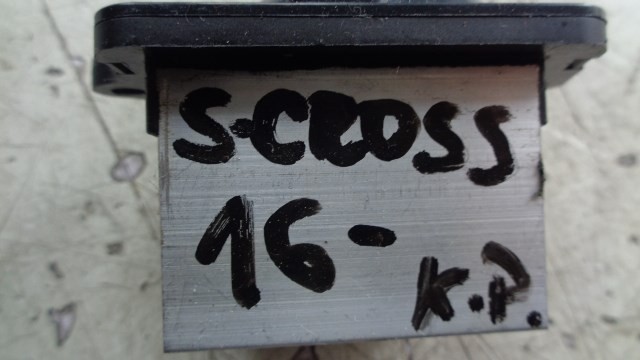 S-CROSS
16-
K.P.